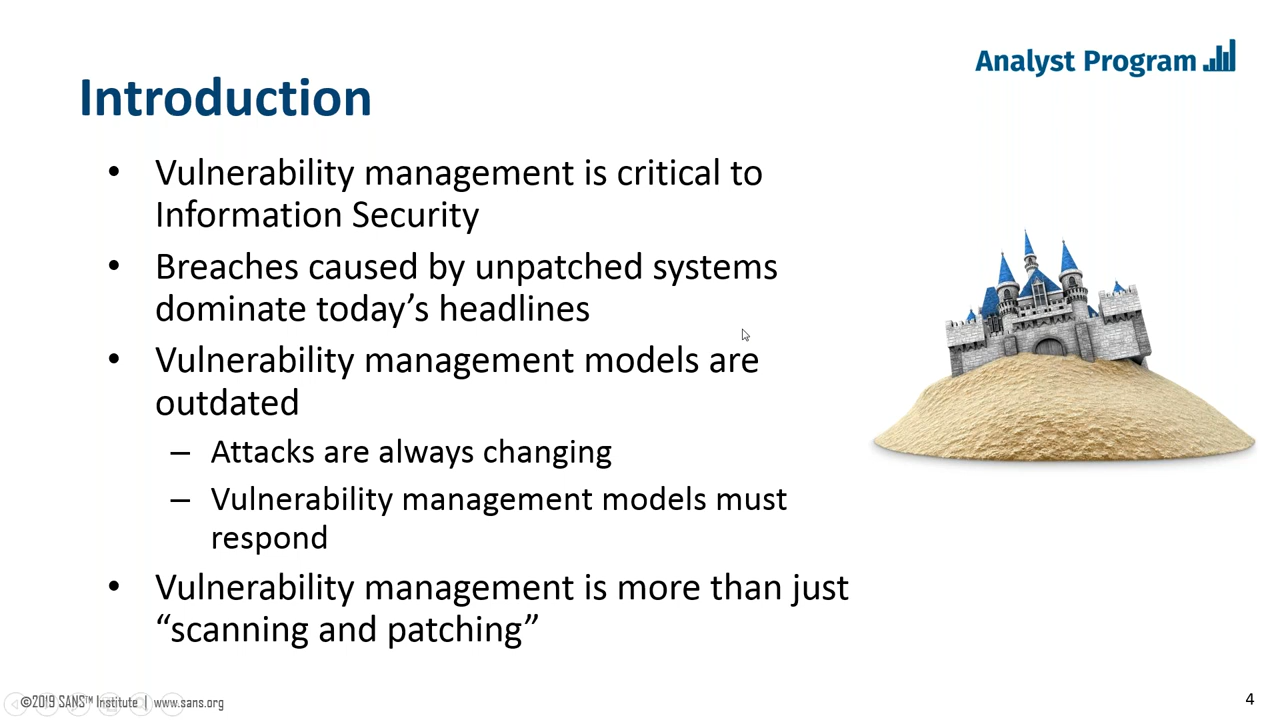 Analyst Program
Introduction
• Vulnerability management is critical to
Information Security
• Breaches caused by unpatched systems
dominate today’s headlines
• Vulnerability management models are
outdated
– Attacks are always changing
– Vulnerability management models must
respond
• Vulnerability management is more than just
“scanning and patching”
©2019 SANS™ Institute | www.sans.org
4